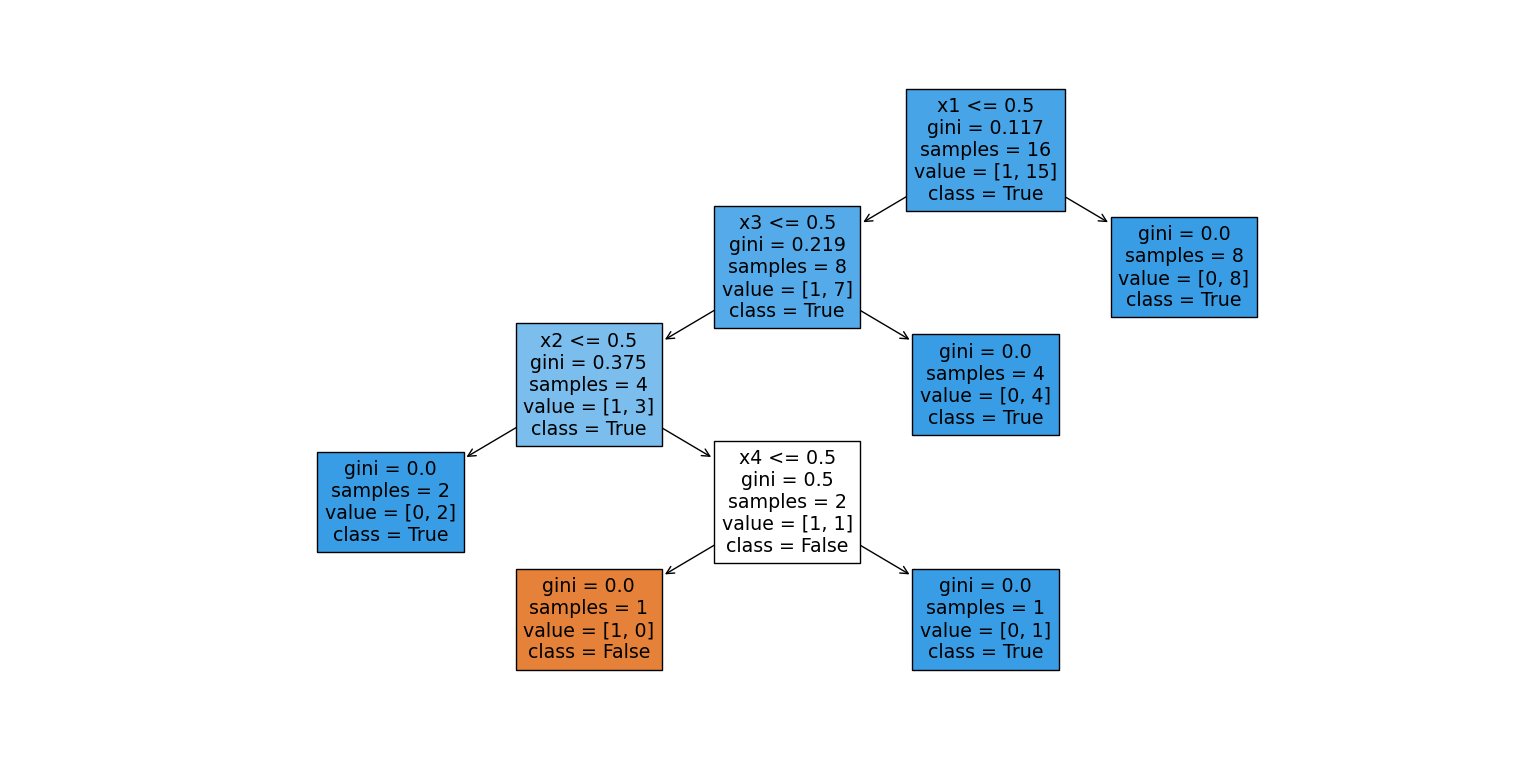 x1 <= 0.5
gini = 0.117
samples = 16
value = [1, 15]
class = True
x3 <= 0.5
gini = 0.219
samples = 8
value = [1, 7]
class = True
gini = 0.0
samples = 8
value = [0, 8]
class = True
x2 <= 0.5
gini = 0.375
samples = 4
value = [1, 3]
class = True
gini = 0.0
samples = 4
value = [0, 4]
class = True
gini = 0.0
samples = 2
value = [0, 2]
class = True
x4 <= 0.5
gini = 0.5
samples = 2
value = [1, 1]
class = False
gini = 0.0
samples = 1
value = [1, 0]
class = False
gini = 0.0
samples = 1
value = [0, 1]
class = True